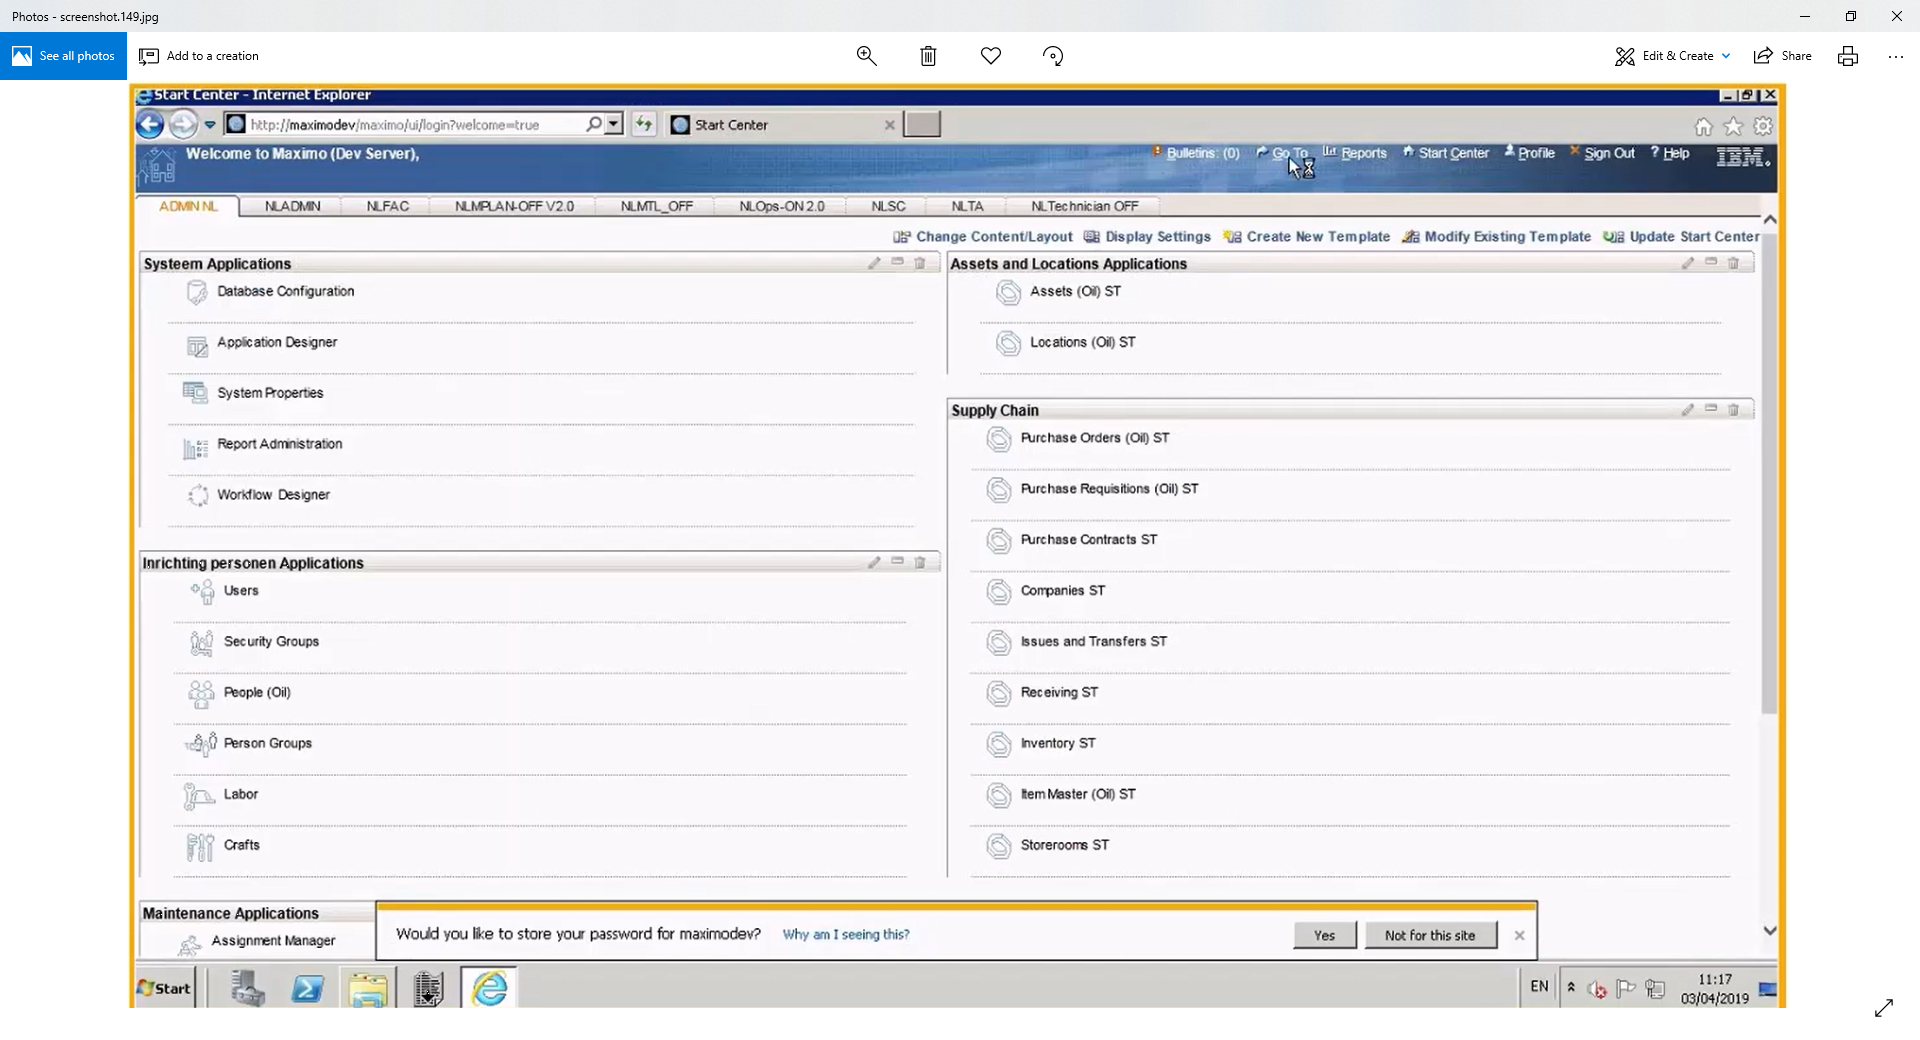 Photos - screenshot.149.jpg
See all photos
Add to a creation
Edit & Create
Share
Start Center - Internet Explorer
http://maximodev/maximo/ui/login?welcome=true
Start Center
Welcome to Maximo (Dev Server),
Bulletins: (0) Go To Reports Start Center Profile Sign Out ? Help IBM.
ADMIN NL NLADMIN NLFAC NLMPLAN-OFF V2.0 NLMTL_OFF NLOps-ON 2.0 NLSC NLTA NLTechnician OFF
Change Content/Layout Display Settings Create New Template Modify Existing Template Update Start Center
Systeem Applications
Database Configuration
Application Designer
System Properties
Report Administration
Workflow Designer
Inrichting personen Applications
Users
Security Groups
People (Oil)
Person Groups
Labor
Crafts
Maintenance Applications
Assignment Manager
Assets and Locations Applications
Assets (Oil) ST
Locations (Oil) ST
Supply Chain
Purchase Orders (Oil) ST
Purchase Requisitions (Oil) ST
Purchase Contracts ST
Companies ST
Issues and Transfers ST
Receiving ST
Inventory ST
Item Master (Oil) ST
Storerooms ST
Would you like to store your password for maximodev? Why am I seeing this? Yes Not for this site
Start
EN
11:17
03/04/2019